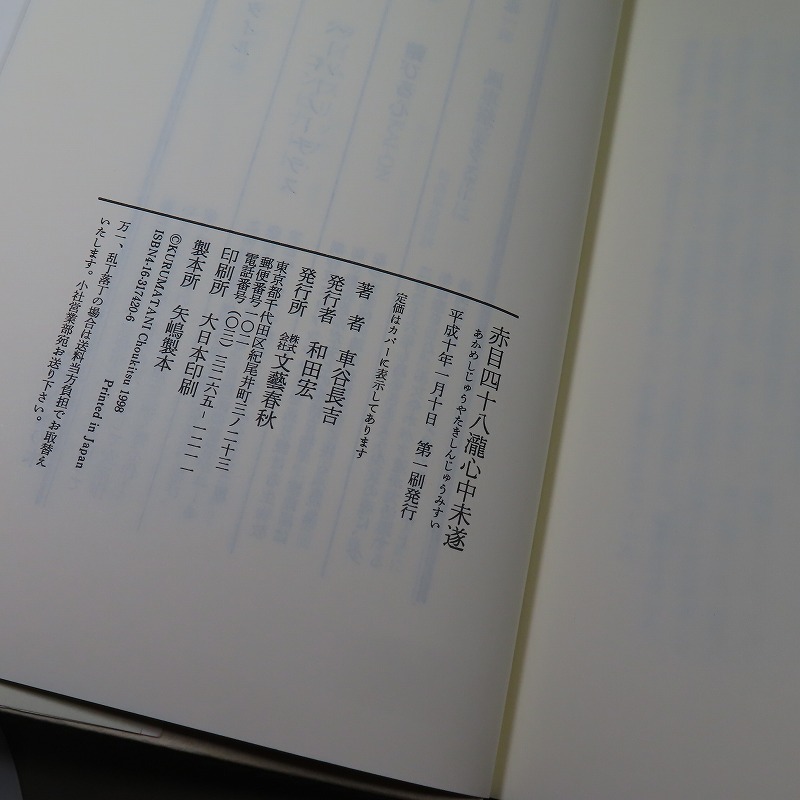 赤目四十八瀧心中未遂
あかめしじゅうやたきしんじゅうみすい
平成十年一月十日　第一刷発行
定価はカバーに表示してあります
著　者　車谷長吉
発行者　和田宏
発行所　株式会社文藝春秋
東京都千代田区紀尾井町三ノ二十三
郵便番号一〇二
電話番号(〇三)三二六五-一二一一
印刷所　大日本印刷
製本所　矢嶋製本
©KURUMATANI Choukitsu 1998
Printed in Japan
ISBN4-16-317420-6
万一、乱丁落丁の場合は送料当方負担でお取替え
いたします。小社営業部宛お送り下さい。